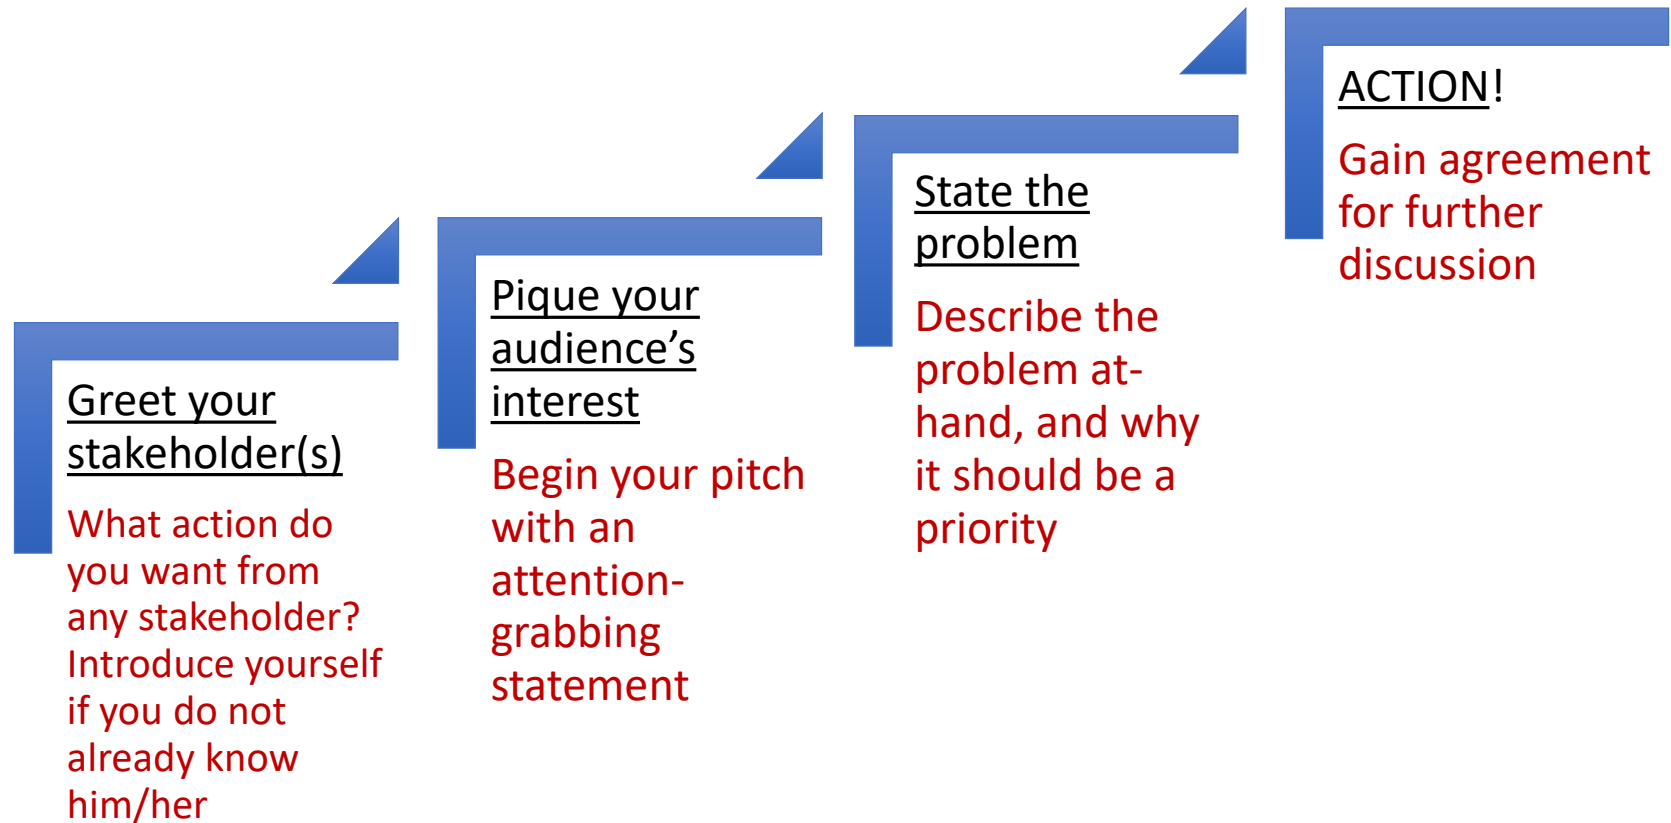 Greet your
stakeholder(s)
What action do
you want from
any stakeholder?
Introduce yourself
if you do not
already know
him/her
Pique your
audience’s
interest
Begin your pitch
with an
attention-
grabbing
statement
State the
problem
Describe the
problem at-
hand, and why
it should be a
priority
ACTION!
Gain agreement
for further
discussion